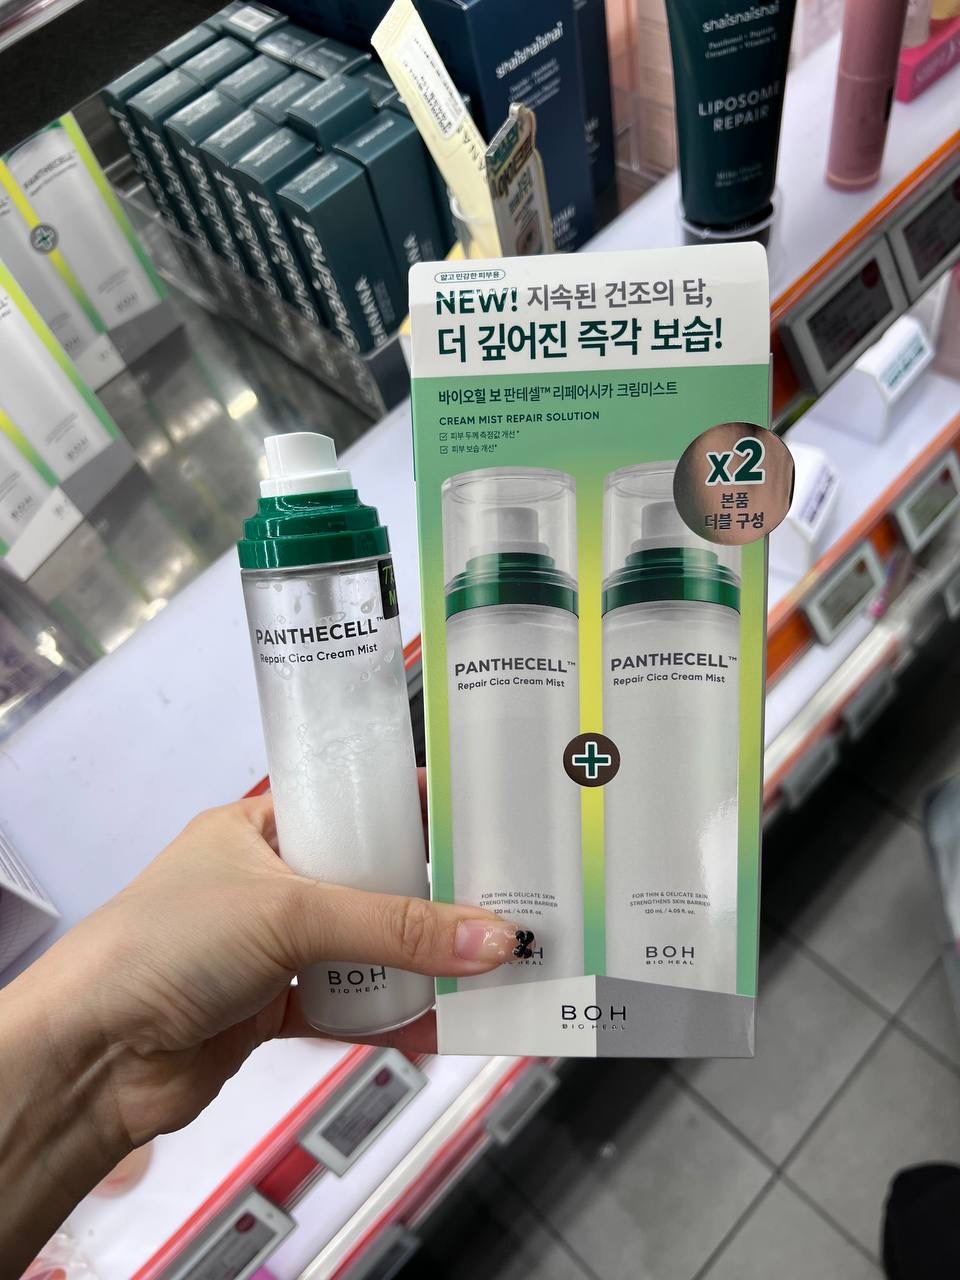 shaishaishai
shaishaishai
Panthenol + Peptide
Ceramide + Vitamin E
LIPOSOME
REPAIR
PANTHECELL
얇고 민감한 피부용
NEW! 지속된 건조의 답,
더 깊어진 즉각 보습!
바이오힐 보 판테셀™ 리페어시카 크림미스트
CREAM MIST REPAIR SOLUTION
피부 두께 측정값 개선*
피부 보습 개선*
x2
본품
더블 구성
PANTHECELL™
Repair Cica Cream Mist
BOH
BIO HEAL
PANTHECELL™
Repair Cica Cream Mist
FOR THIN & DELICATE SKIN
STRENGTHENS SKIN BARRIER
120 mL / 4.05 fl. oz.
PANTHECELL™
Repair Cica Cream Mist
FOR THIN & DELICATE SKIN
STRENGTHENS SKIN BARRIER
120 mL / 4.05 fl. oz.
BOH
BIO HEAL
BOH
BIO HEAL